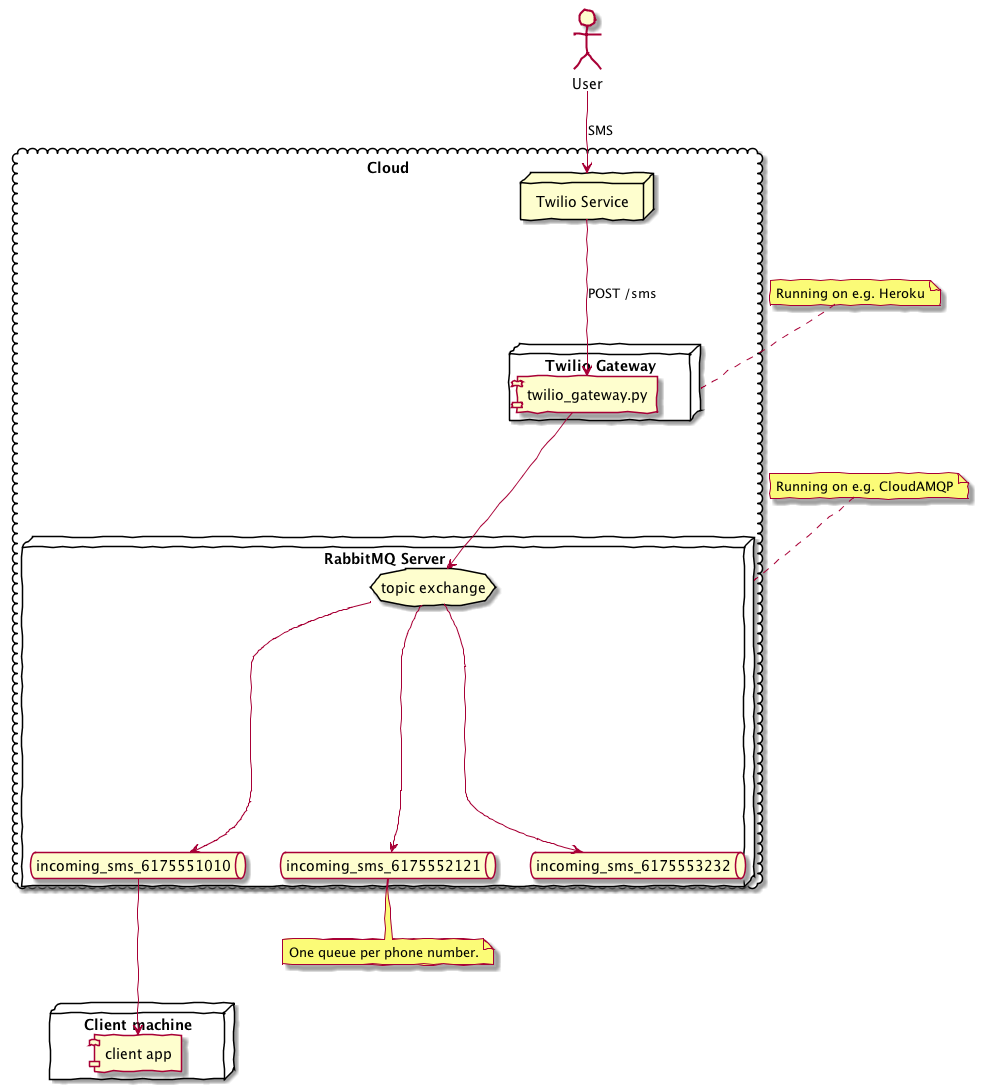 User
SMS
Cloud
Twilio Service
POST /sms
Running on e.g. Heroku
Twilio Gateway
twilio_gateway.py
Running on e.g. CloudAMQP
RabbitMQ Server
topic exchange
incoming_sms_6175551010
incoming_sms_6175552121
incoming_sms_6175553232
One queue per phone number.
Client machine
client app